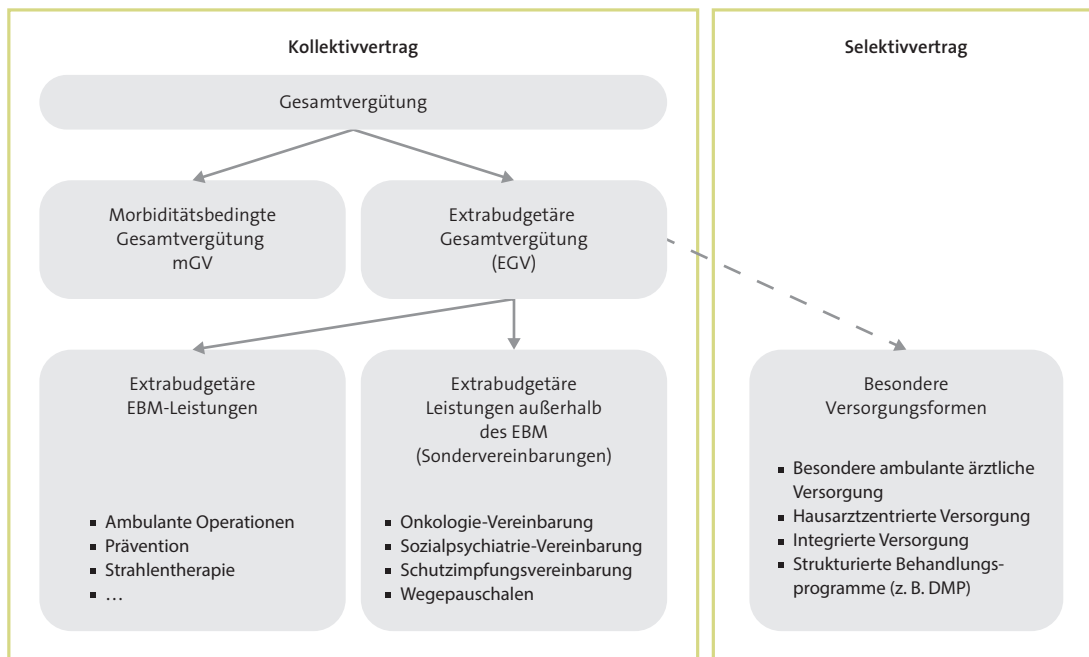 Kollektivvertrag
Selektivvertrag
Gesamtvergütung
Morbiditätsbedingte
Gesamtvergütung
mGV
Extrabudgetäre
Gesamtvergütung
(EGV)
Extrabudgetäre
EBM-Leistungen
▪ Ambulante Operationen
▪ Prävention
▪ Strahlentherapie
▪ …
Extrabudgetäre
Leistungen außerhalb
des EBM
(Sondervereinbarungen)
▪ Onkologie-Vereinbarung
▪ Sozialpsychiatrie-Vereinbarung
▪ Schutzimpfungsvereinbarung
▪ Wegepauschalen
Besondere
Versorgungsformen
▪ Besondere ambulante ärztliche
Versorgung
▪ Hausarztzentrierte Versorgung
▪ Integrierte Versorgung
▪ Strukturierte Behandlungs-
programme (z. B. DMP)